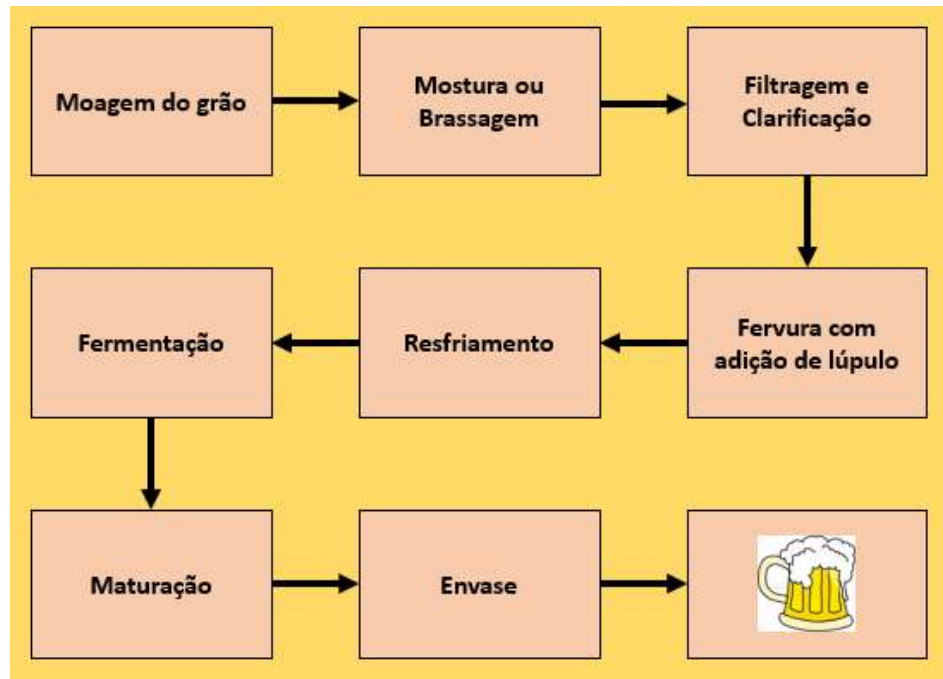 Moagem do grão
Mostura ou
Brassagem
Filtragem e
Clarificação
Fervura com
adição de lúpulo
Resfriamento
Fermentação
Maturação
Envase